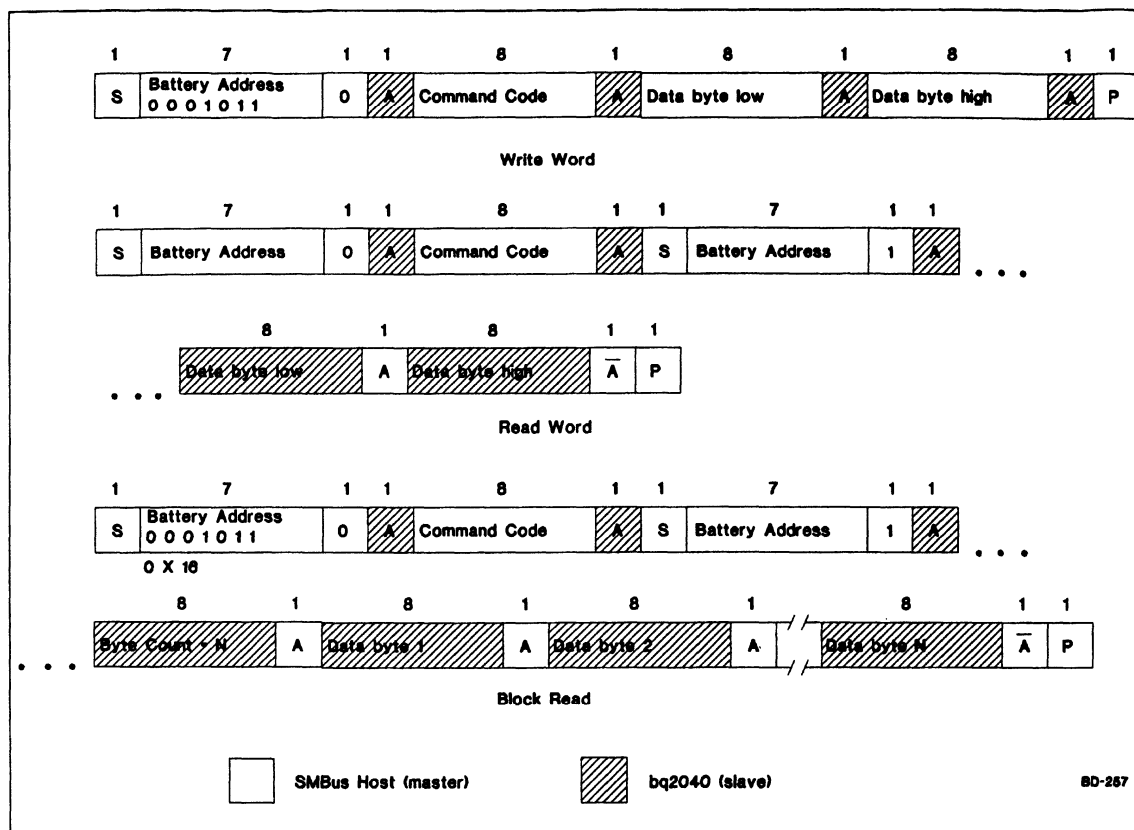 1 7 1 1 8 1 8 1 8 1 1
S Battery Address 0 A Command Code A Data byte low A Data byte high A P
0 0 0 1 0 1 1
Write Word
1 7 1 1 8 1 1 7 1 1
S Battery Address 0 A Command Code A S Battery Address 1 A
• • •
8 1 8 1 1
• • • Data byte low A Data byte high A̅ P
Read Word
1 7 1 1 8 1 1 7 1 1
S Battery Address 0 A Command Code A S Battery Address 1 A
0 0 0 1 0 1 1
• • •
0 X 16
8 1 8 1 8 1 8 1 1
• • • Byte Count = N A Data byte 1 A Data byte 2 A Data byte N A̅ P
Block Read
SMBus Host (master) bq2040 (slave) BD-257